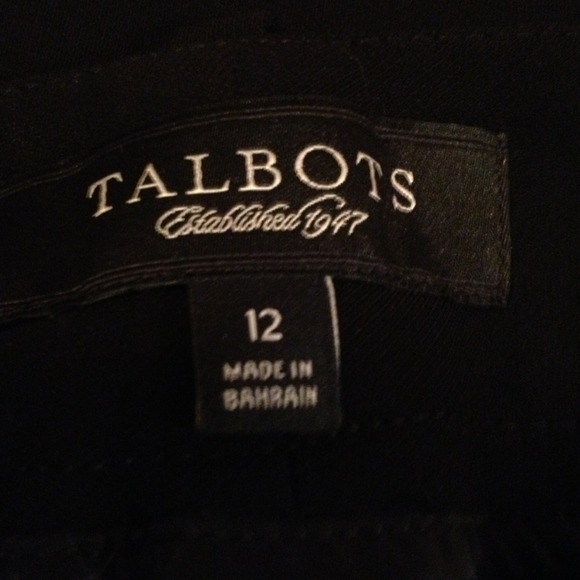 TALBOTS
Established 1947
12
MADE IN
BAHRAIN